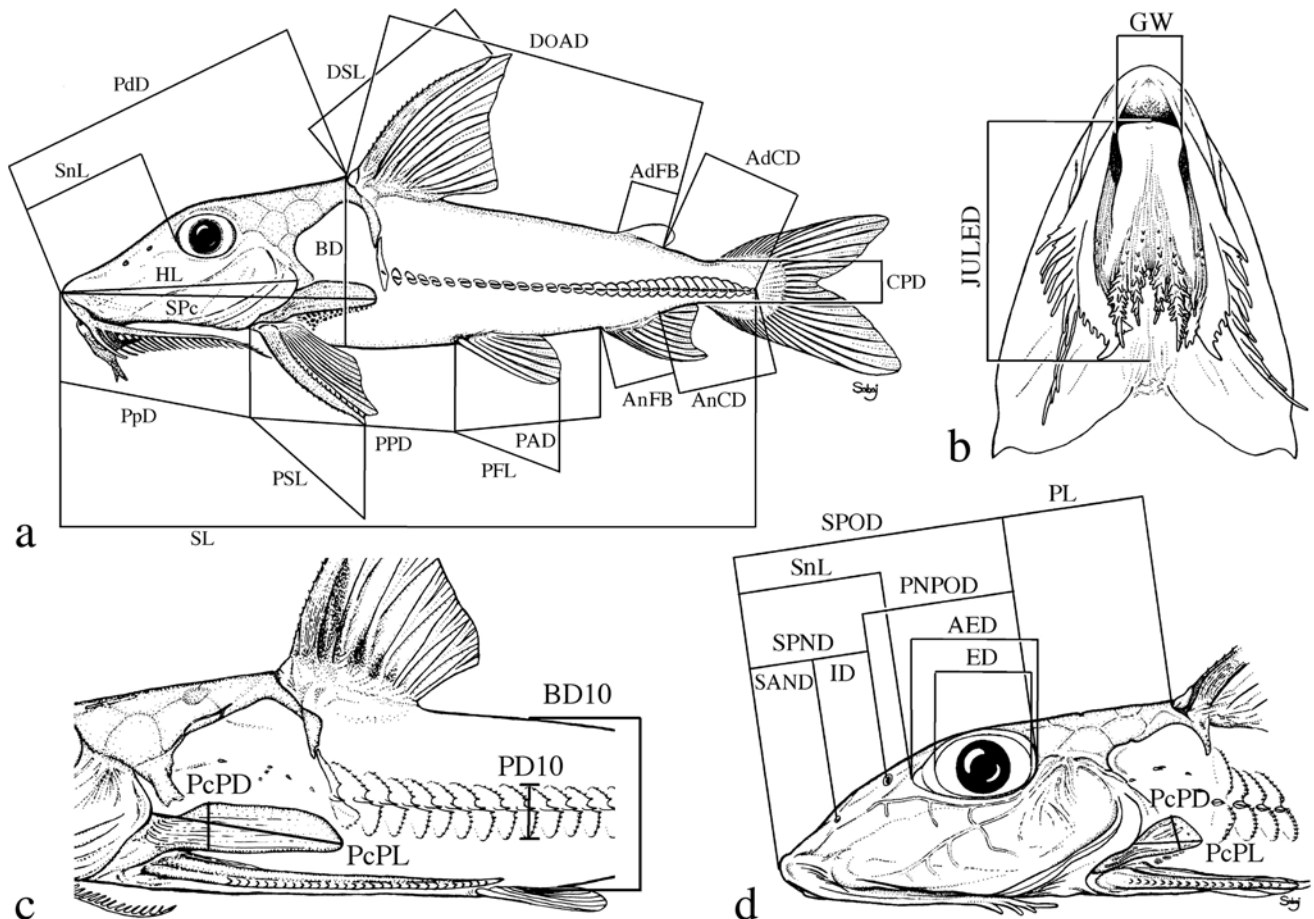 PdD
DSL
DOAD
SnL
AdFB
AdCD
BD
HL
SPc
CPD
PpD
PPD
PAD
AnFB
AnCD
PSL
PFL
SL
a
GW
JULED
b
BD10
PD10
PcPD
PcPL
c
PL
SPOD
SnL
PNPOD
SPND
AED
ID
ED
SAND
PcPD
PcPL
d